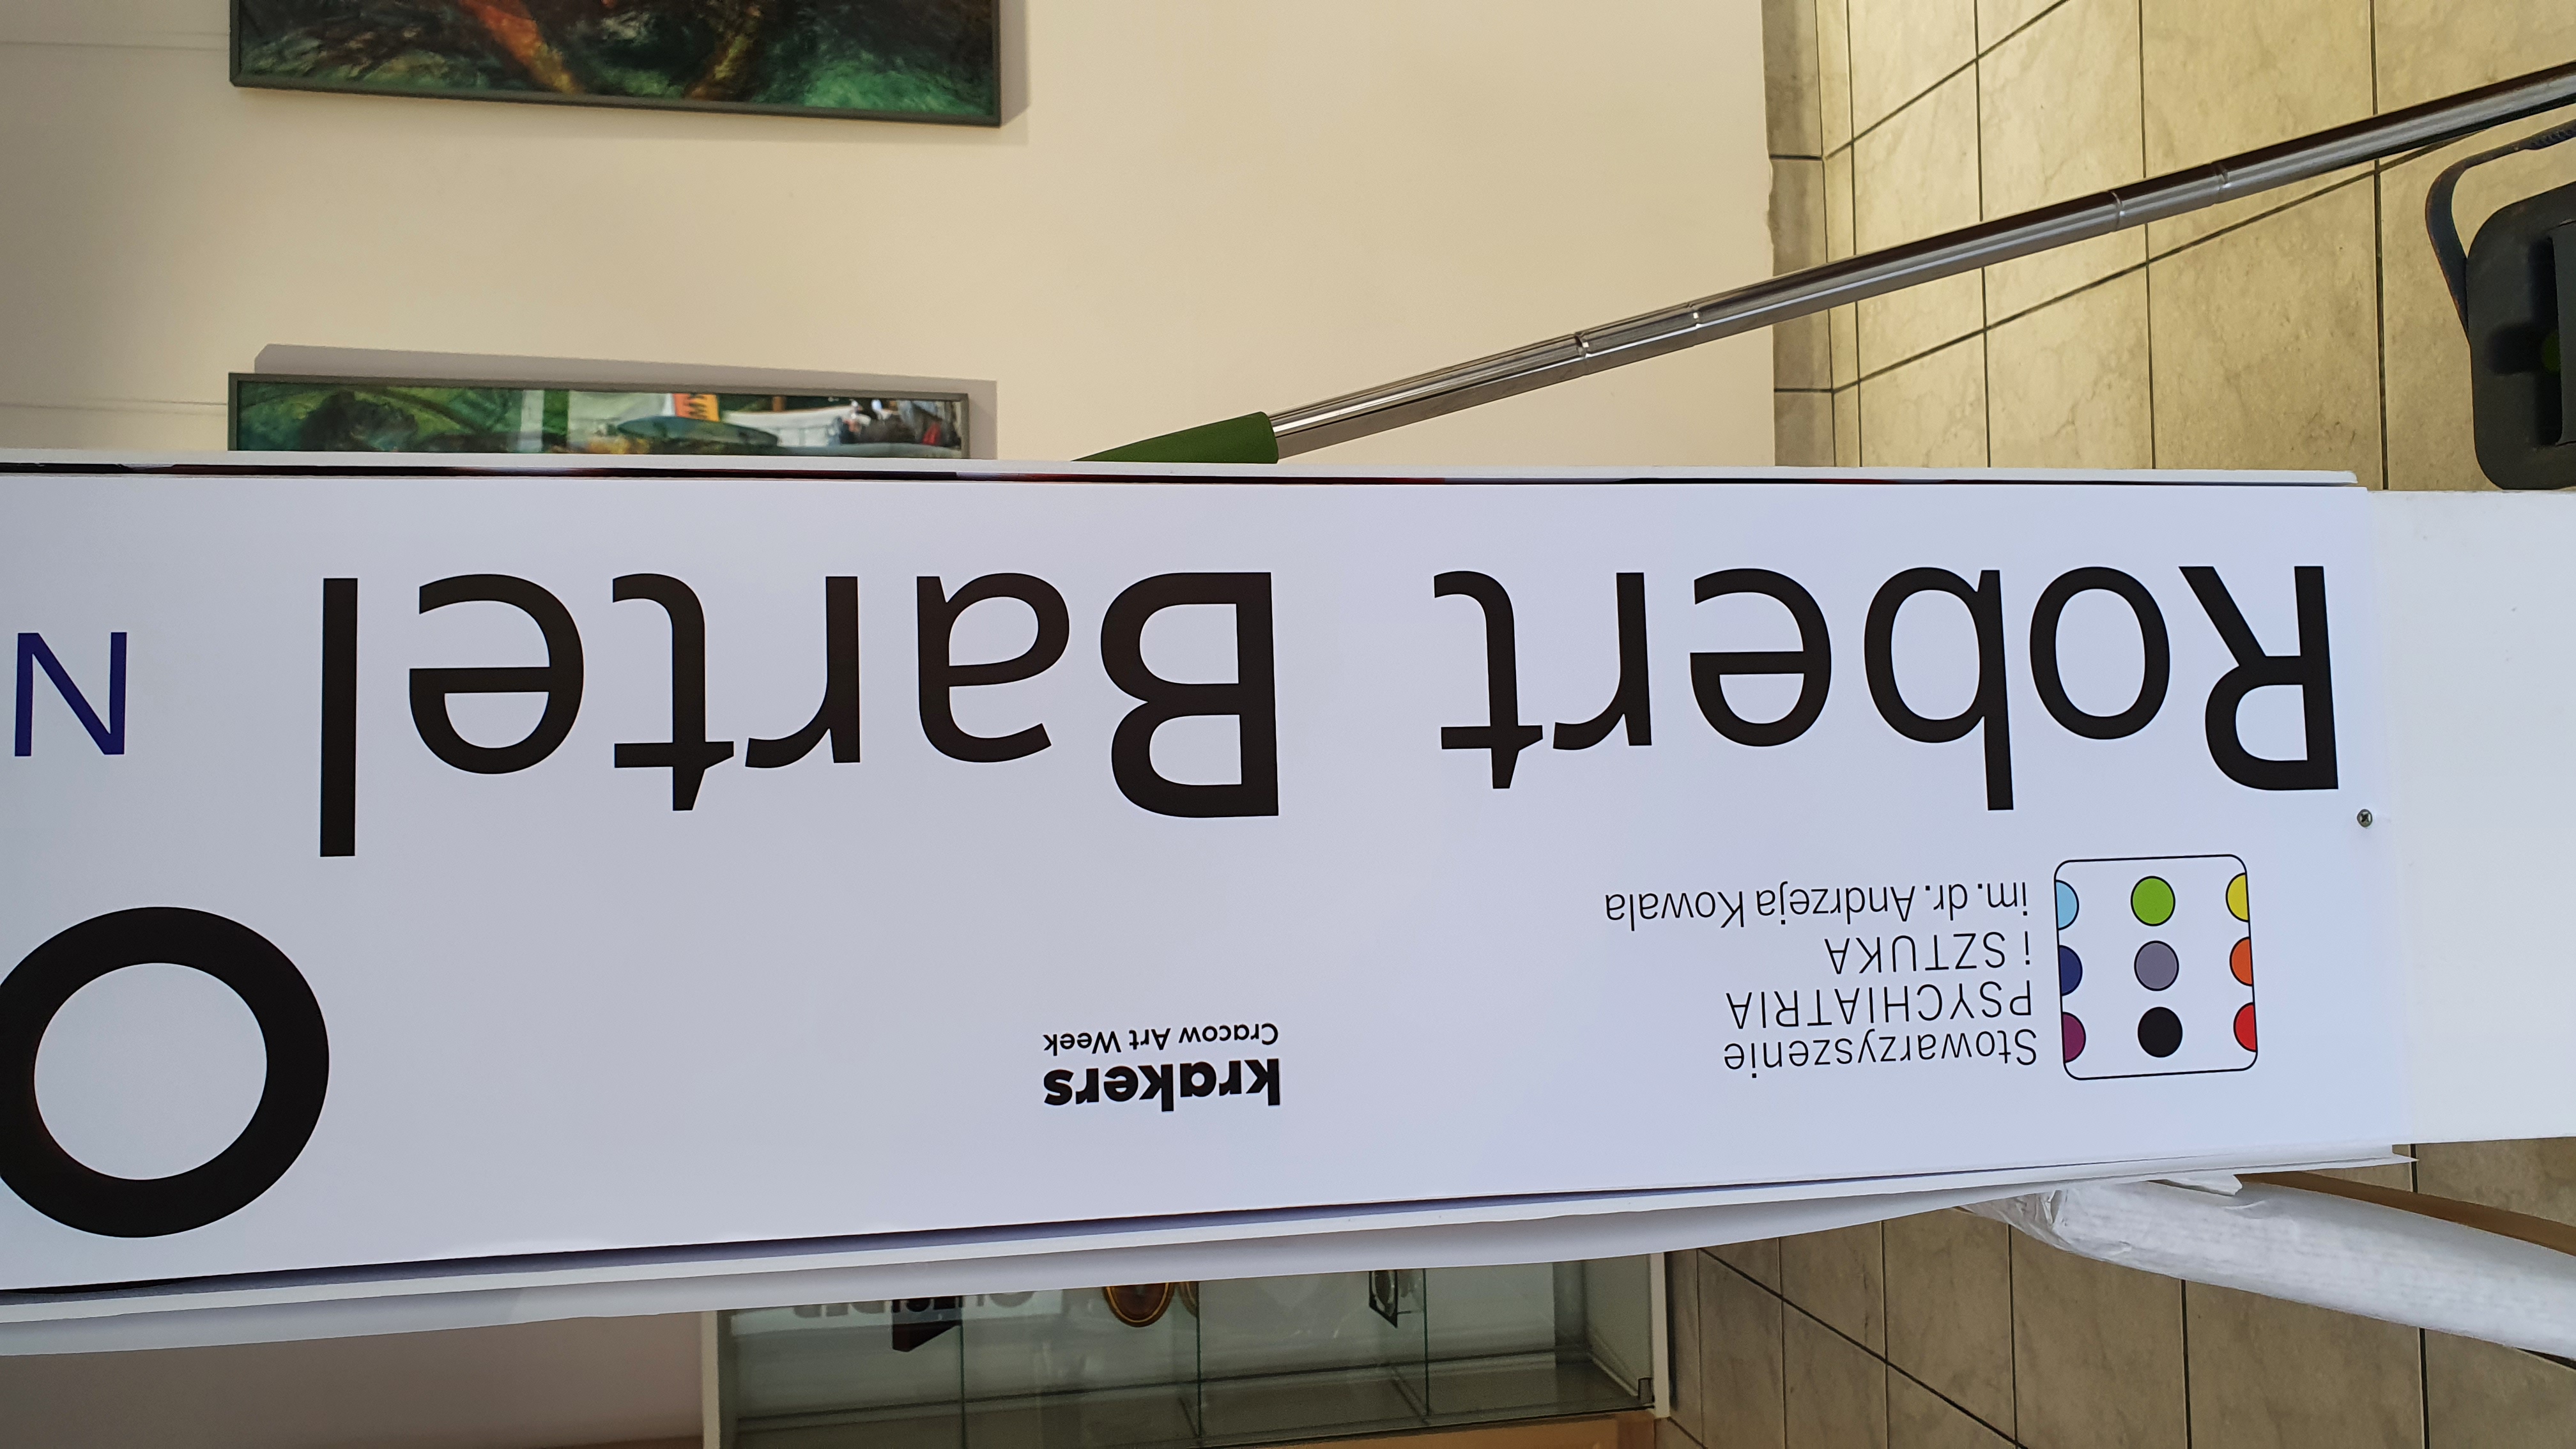 krakers
Cracow Art Week
Stowarzyszenie
PSYCHIATRIA
i SZTUKA
im. dr. Andrzeja Kowala
O
Robert Bartel
N